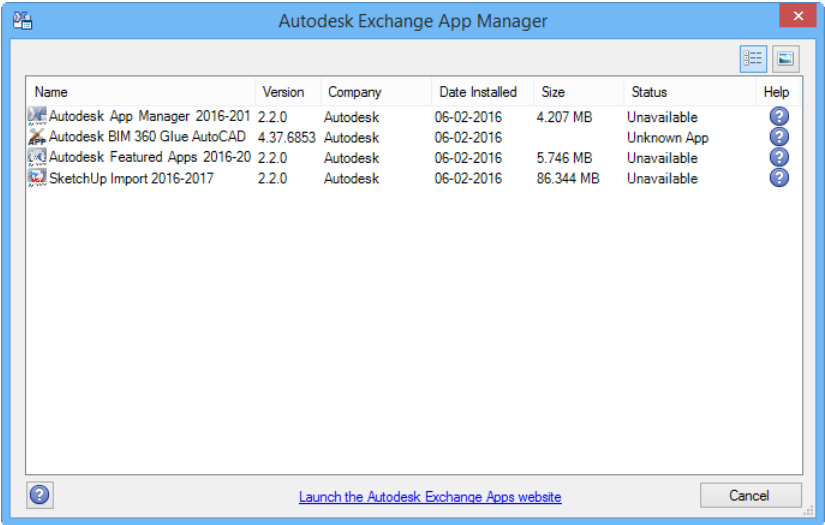 Autodesk Exchange App Manager
Name Version Company Date Installed Size Status Help
Autodesk App Manager 2016-201 2.2.0 Autodesk 06-02-2016 4.207 MB Unavailable ?
Autodesk BIM 360 Glue AutoCAD 4.37.6853 Autodesk 06-02-2016 Unknown App ?
Autodesk Featured Apps 2016-20 2.2.0 Autodesk 06-02-2016 5.746 MB Unavailable ?
SketchUp Import 2016-2017 2.2.0 Autodesk 06-02-2016 86.344 MB Unavailable ?
? Launch the Autodesk Exchange Apps website Cancel